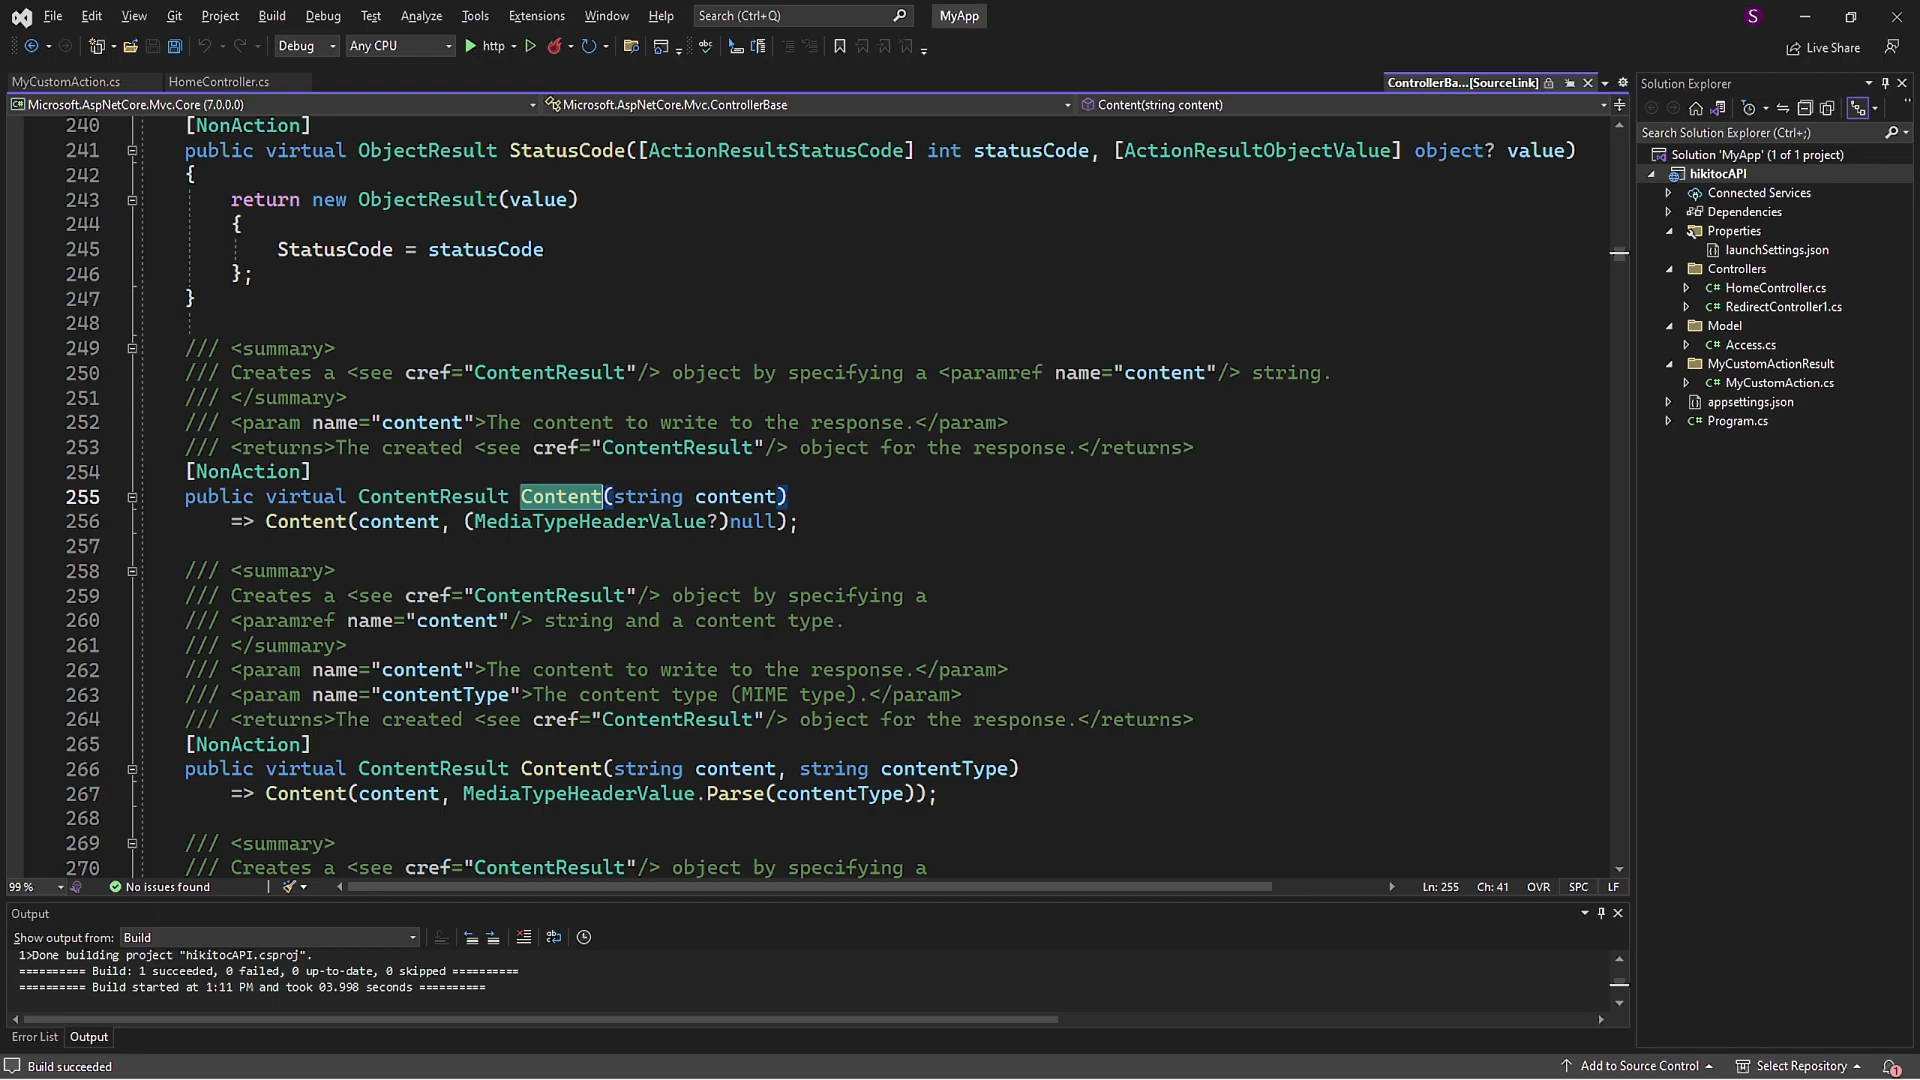 File Edit View Git Project Build Debug Test Analyze Tools Extensions Window Help Search (Ctrl+Q) MyApp S
Debug Any CPU http Live Share
MyCustomAction.cs HomeController.cs ControllerBa...[SourceLink]
Microsoft.AspNetCore.Mvc.Core (7.0.0.0) Microsoft.AspNetCore.Mvc.ControllerBase Content(string content)
240 [NonAction]
241 public virtual ObjectResult StatusCode([ActionResultStatusCode] int statusCode, [ActionResultObjectValue] object? value)
242 {
243 return new ObjectResult(value)
244 {
245 StatusCode = statusCode
246 };
247 }
248
249 /// <summary>
250 /// Creates a <see cref="ContentResult"/> object by specifying a <paramref name="content"/> string.
251 /// </summary>
252 /// <param name="content">The content to write to the response.</param>
253 /// <returns>The created <see cref="ContentResult"/> object for the response.</returns>
254 [NonAction]
255 public virtual ContentResult Content(string content)
256 => Content(content, (MediaTypeHeaderValue?)null);
257
258 /// <summary>
259 /// Creates a <see cref="ContentResult"/> object by specifying a
260 /// <paramref name="content"/> string and a content type.
261 /// </summary>
262 /// <param name="content">The content to write to the response.</param>
263 /// <param name="contentType">The content type (MIME type).</param>
264 /// <returns>The created <see cref="ContentResult"/> object for the response.</returns>
265 [NonAction]
266 public virtual ContentResult Content(string content, string contentType)
267 => Content(content, MediaTypeHeaderValue.Parse(contentType));
268
269 /// <summary>
270 /// Creates a <see cref="ContentResult"/> object by specifying a
99 % No issues found Ln: 255 Ch: 41 OVR SPC LF
Output
Show output from: Build
1>Done building project "hikitocAPI.csproj".
========== Build: 1 succeeded, 0 failed, 0 up-to-date, 0 skipped ==========
========== Build started at 1:11 PM and took 03.998 seconds ==========
Error List Output
Build succeeded Add to Source Control Select Repository 1
Solution Explorer
Search Solution Explorer (Ctrl+;)
Solution 'MyApp' (1 of 1 project)
hikitocAPI
Connected Services
Dependencies
Properties
launchSettings.json
Controllers
C# HomeController.cs
C# RedirectController1.cs
Model
C# Access.cs
MyCustomActionResult
C# MyCustomAction.cs
appsettings.json
C# Program.cs